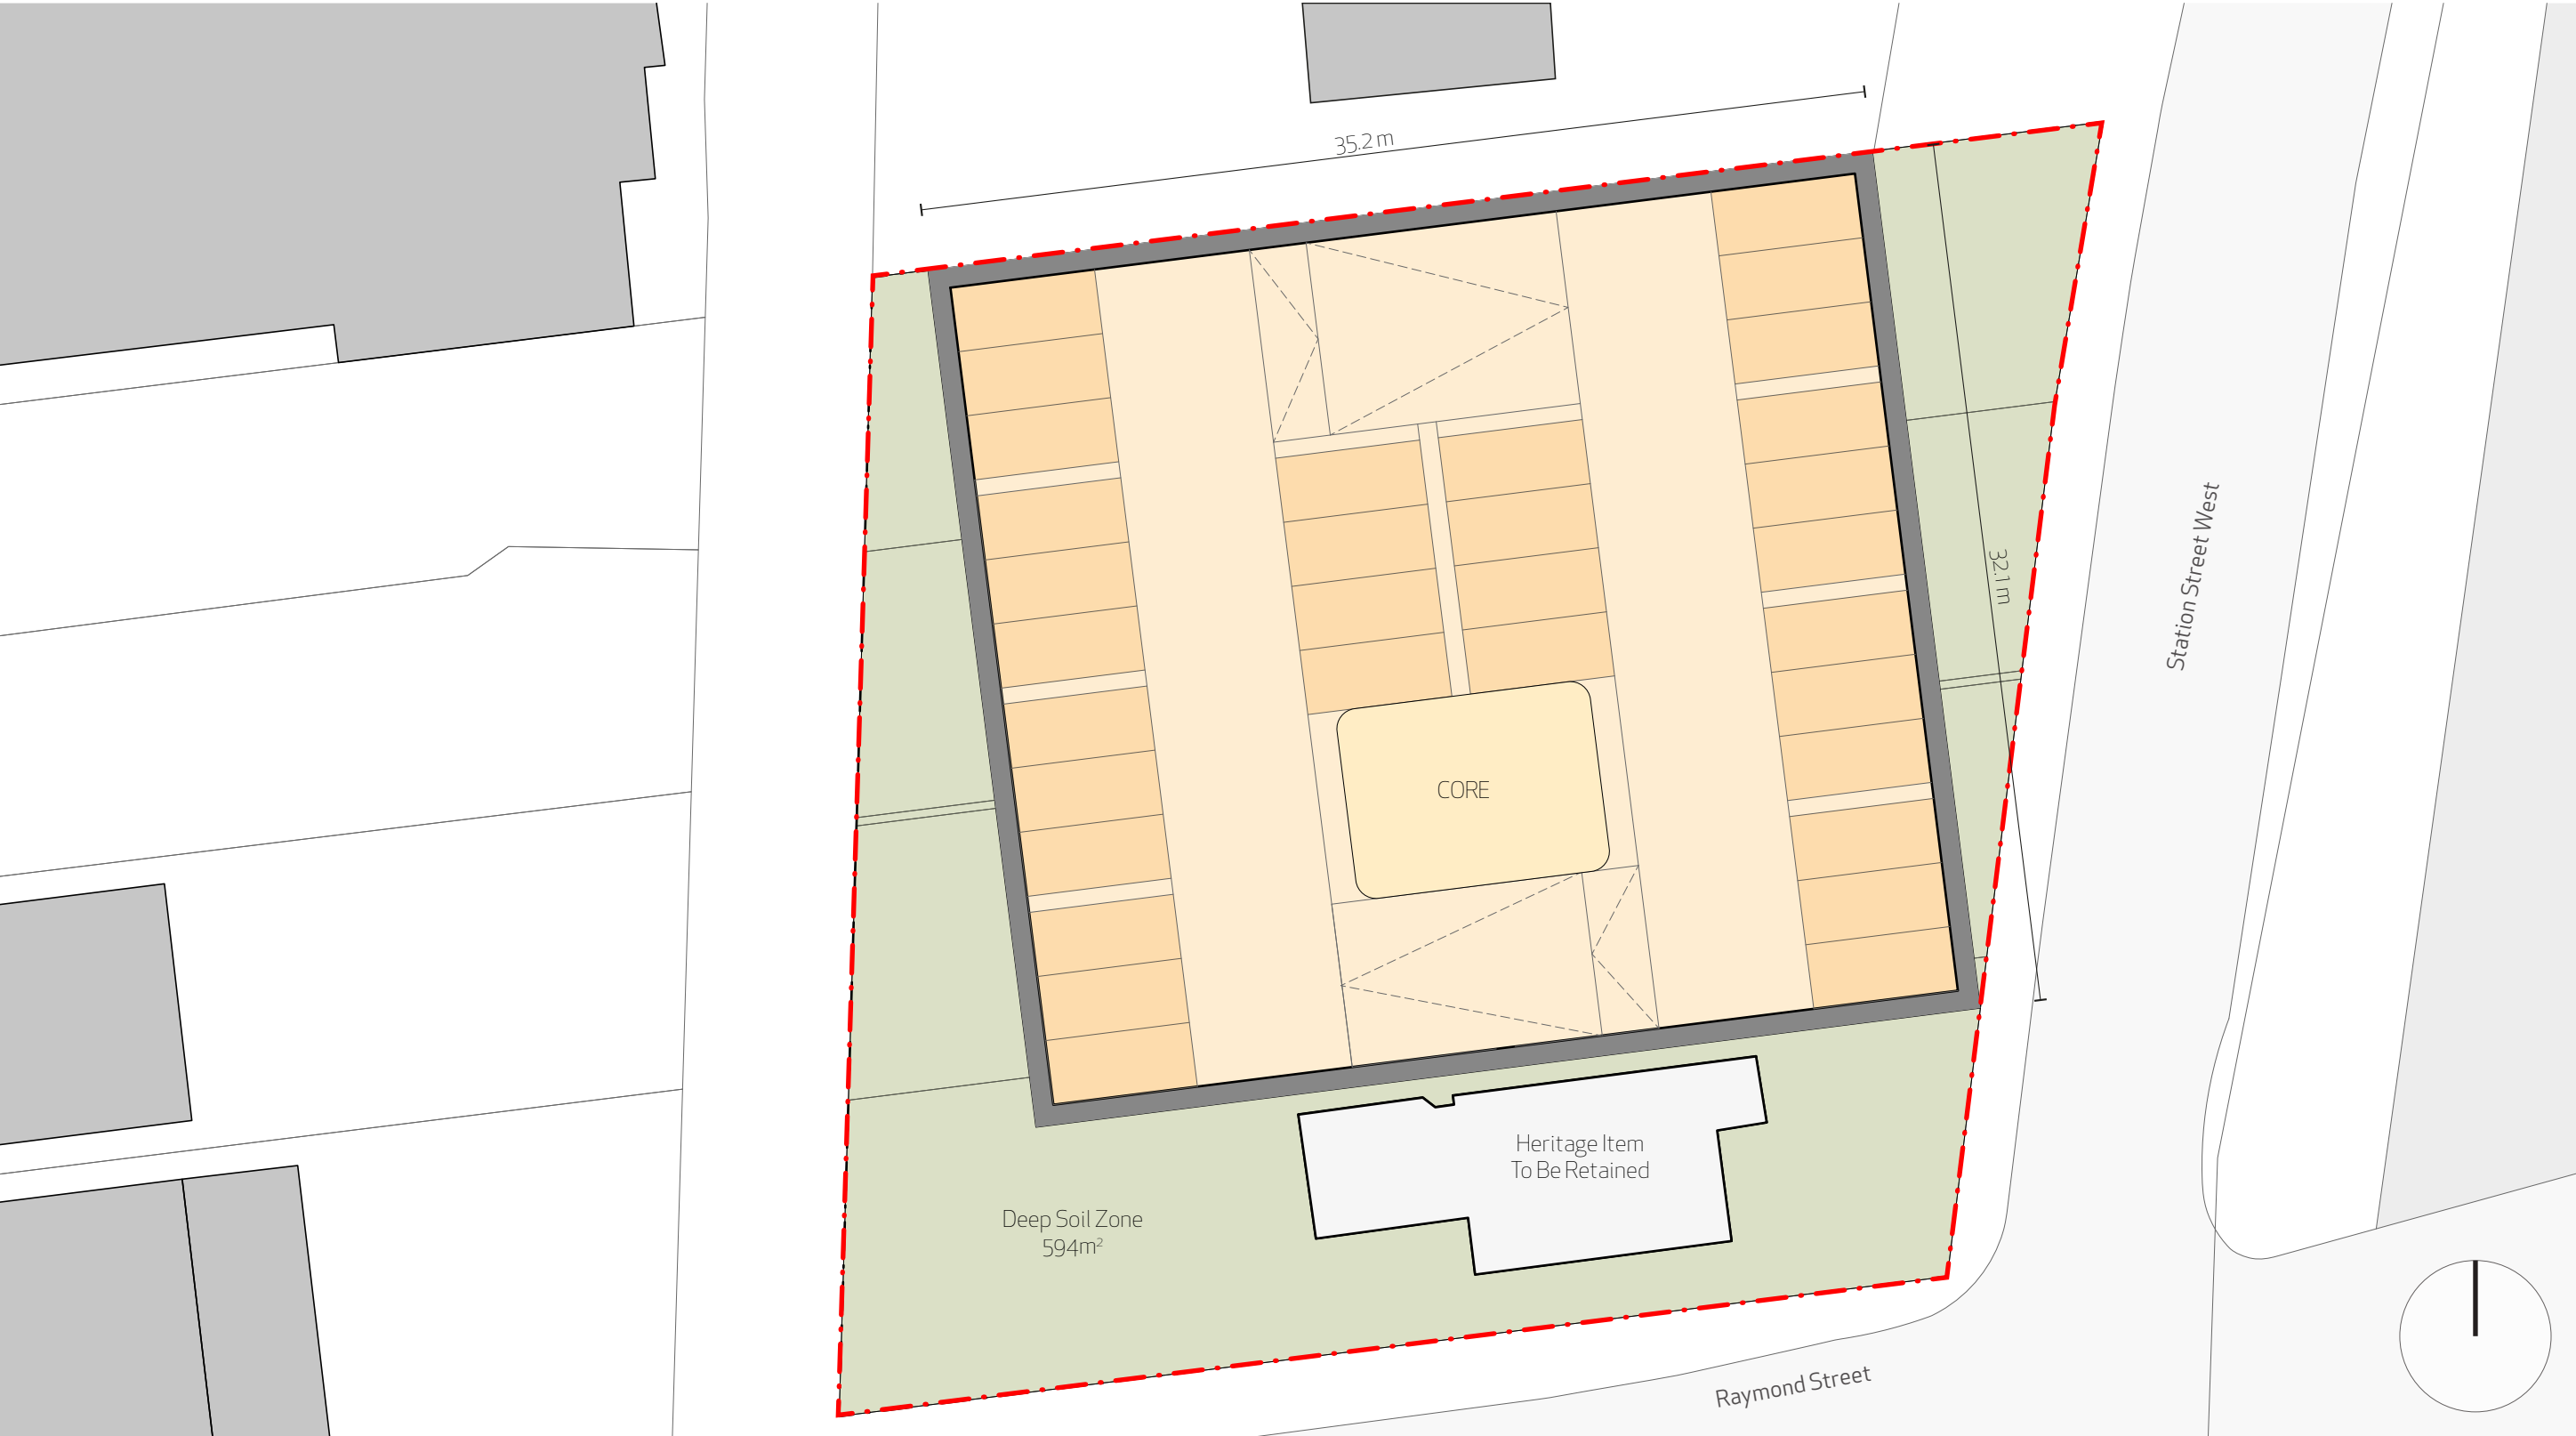 35.2 m
32.1 m
Station Street West
CORE
Heritage Item
To Be Retained
Deep Soil Zone
594m²
Raymond Street